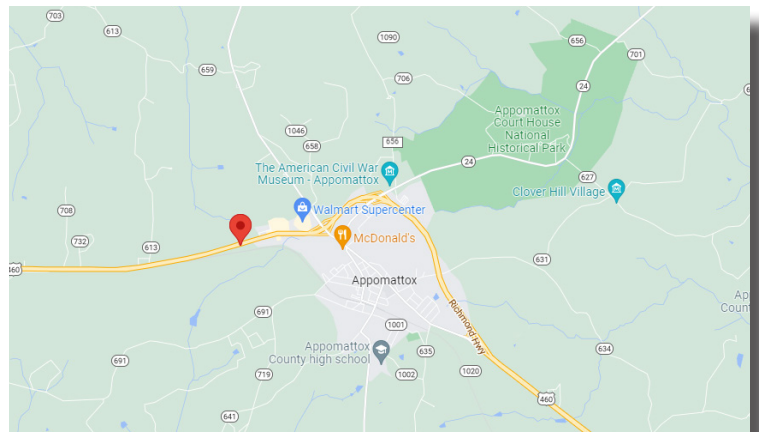 703
613
1090
656
701
659
706
24
Appomattox
Court House
National
Historical Park
1046
656
658
24
The American Civil War
Museum - Appomattox
627
Clover Hill Village
Walmart Supercenter
708
McDonald's
732
613
631
460
Appomattox
Richmond Hwy
691
1001
Appomattox
County high school
635
634
691
719
1002
1020
460
641